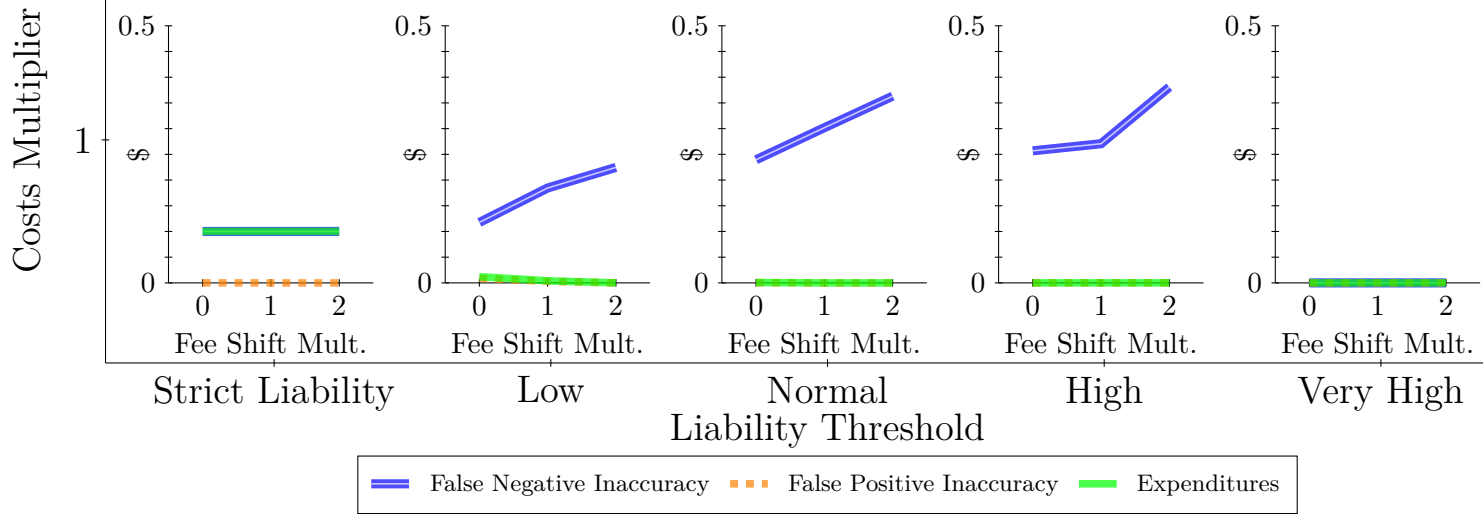 Costs Multiplier
1
0.5
0
$
0 1 2
Fee Shift Mult.
0.5
0
$
0 1 2
Fee Shift Mult.
0.5
0
$
0 1 2
Fee Shift Mult.
0.5
0
$
0 1 2
Fee Shift Mult.
0.5
0
$
0 1 2
Fee Shift Mult.
Strict Liability Low Normal High Very High
Liability Threshold
False Negative Inaccuracy False Positive Inaccuracy Expenditures